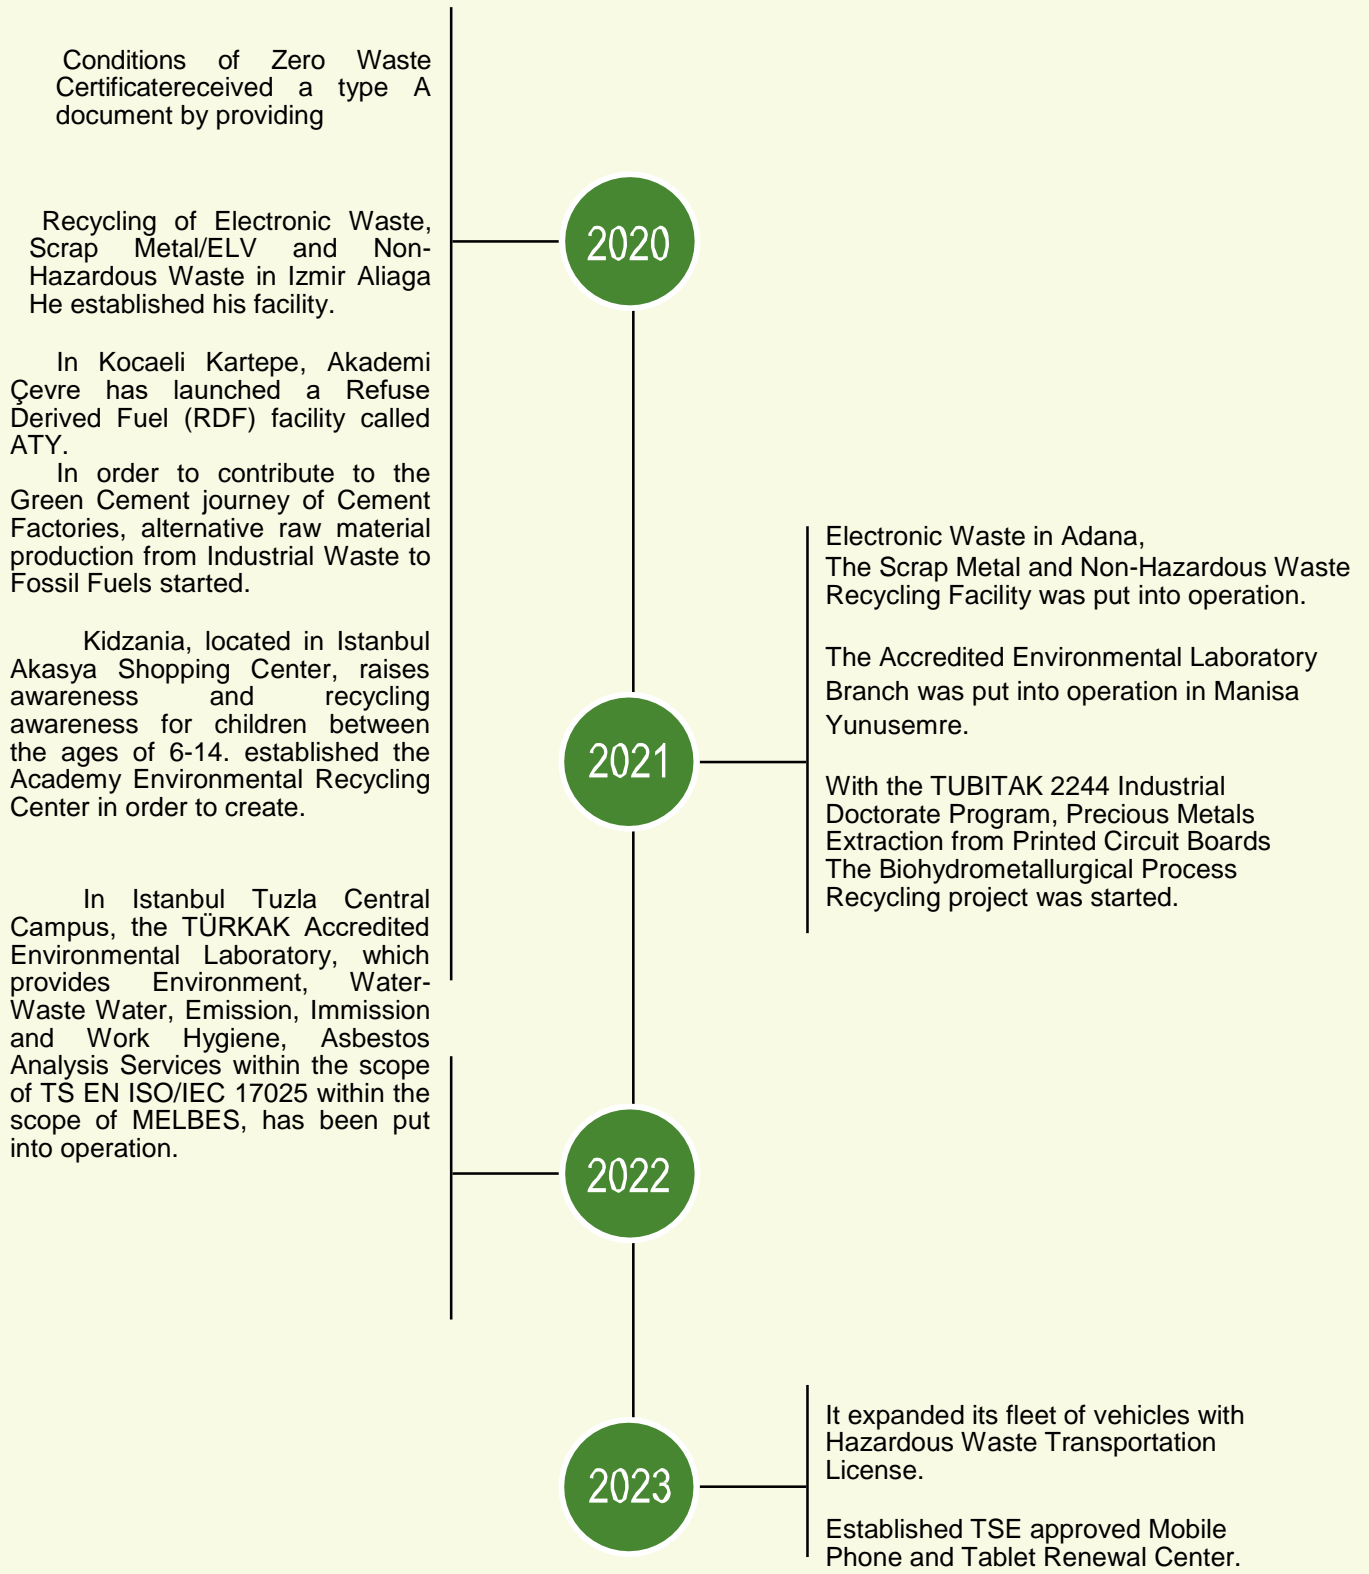 Conditions of Zero Waste
Certificatereceived a type A
document by providing
Recycling of Electronic Waste,
Scrap Metal/ELV and Non-
Hazardous Waste in Izmir Aliaga
He established his facility.
In Kocaeli Kartepe, Akademi
Çevre has launched a Refuse
Derived Fuel (RDF) facility called
ATY.
In order to contribute to the
Green Cement journey of Cement
Factories, alternative raw material
production from Industrial Waste to
Fossil Fuels started.
Kidzania, located in Istanbul
Akasya Shopping Center, raises
awareness and recycling
awareness for children between
the ages of 6-14. established the
Academy Environmental Recycling
Center in order to create.
2020
2021
Electronic Waste in Adana,
The Scrap Metal and Non-Hazardous Waste
Recycling Facility was put into operation.
The Accredited Environmental Laboratory
Branch was put into operation in Manisa
Yunusemre.
With the TUBITAK 2244 Industrial
Doctorate Program, Precious Metals
Extraction from Printed Circuit Boards
The Biohydrometallurgical Process
Recycling project was started.
In Istanbul Tuzla Central
Campus, the TÜRKAK Accredited
Environmental Laboratory, which
provides Environment, Water-
Waste Water, Emission, Immission
and Work Hygiene, Asbestos
Analysis Services within the scope
of TS EN ISO/IEC 17025 within the
scope of MELBES, has been put
into operation.
2022
2023
It expanded its fleet of vehicles with
Hazardous Waste Transportation
License.
Established TSE approved Mobile
Phone and Tablet Renewal Center.